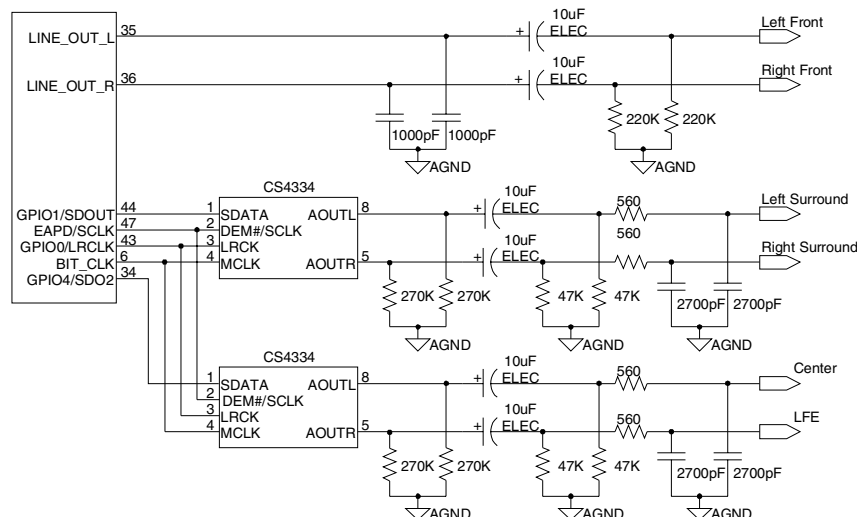 10uF
35
ELEC
Left Front
LINE_OUT_L
+
10uF
36
ELEC
Right Front
LINE_OUT_R
+
1000pF
1000pF
220K
220K
AGND
AGND
CS4334
10uF
560
ELEC
Left Surround
GPIO1/SDOUT
44
1
SDATA
AOUTL
8
+
EAPD/SCLK
47
2
DEM#/SCLK
10uF
560
GPIO0/LRCLK
43
3
LRCK
ELEC
Right Surround
BIT_CLK
6
4
MCLK
AOUTR
5
+
GPIO4/SDO2
34
270K
270K
47K
47K
2700pF
2700pF
AGND
AGND
AGND
CS4334
10uF
560
ELEC
Center
1
SDATA
AOUTL
8
+
2
DEM#/SCLK
10uF
560
3
LRCK
ELEC
LFE
4
MCLK
AOUTR
5
+
270K
270K
47K
47K
2700pF
2700pF
AGND
AGND
AGND